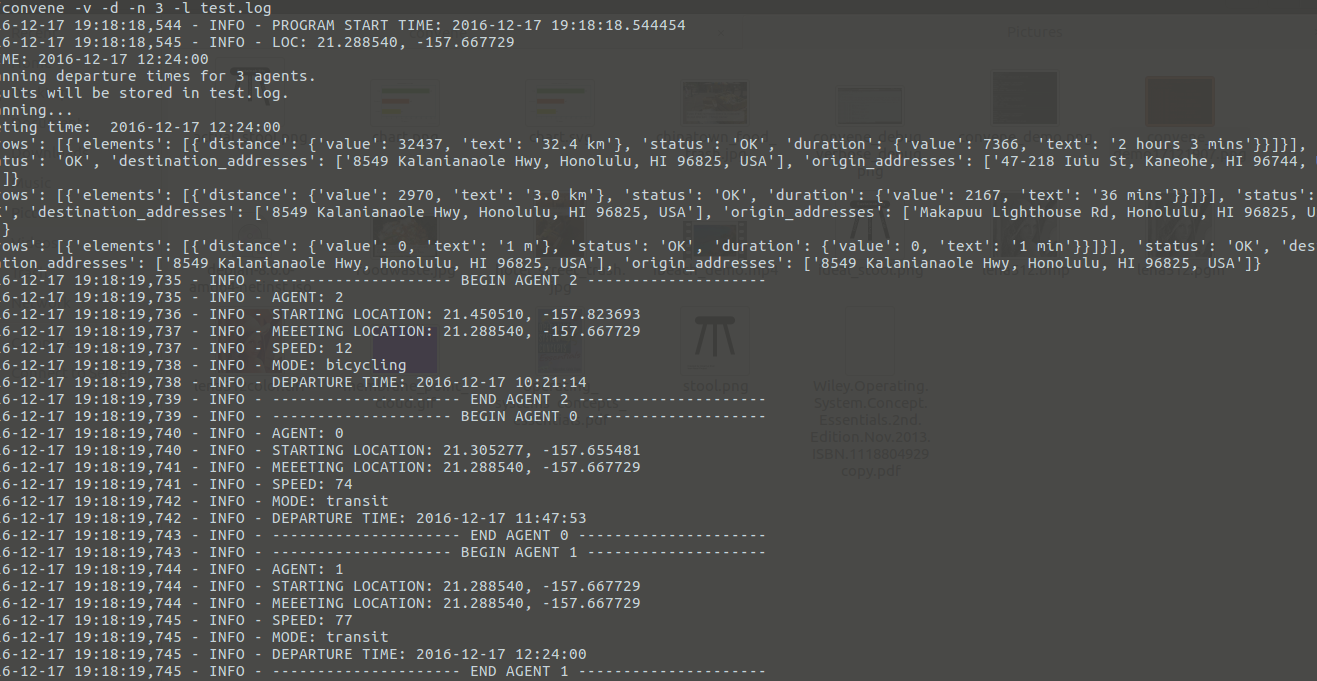 convene -v -d -n 3 -l test.log
6-12-17 19:18:18,544 - INFO - PROGRAM START TIME: 2016-12-17 19:18:18.544454
6-12-17 19:18:18,545 - INFO - LOC: 21.288540, -157.667729
IME: 2016-12-17 12:24:00
nning departure times for 3 agents.
sults will be stored in test.log.
nning...
eting time:  2016-12-17 12:24:00
ows': [{'elements': [{'distance': {'value': 32437, 'text': '32.4 km'}, 'status': 'OK', 'duration': {'value': 7366, 'text': '2 hours 3 mins'}}]}],
atus': 'OK', 'destination_addresses': ['8549 Kalanianaole Hwy, Honolulu, HI 96825, USA'], 'origin_addresses': ['47-218 Iuiu St, Kaneohe, HI 96744,
']}
ows': [{'elements': [{'distance': {'value': 2970, 'text': '3.0 km'}, 'status': 'OK', 'duration': {'value': 2167, 'text': '36 mins'}}]}], 'status':
', 'destination_addresses': ['8549 Kalanianaole Hwy, Honolulu, HI 96825, USA'], 'origin_addresses': ['Makapuu Lighthouse Rd, Honolulu, HI 96825, U
]}
ows': [{'elements': [{'distance': {'value': 0, 'text': '1 m'}, 'status': 'OK', 'duration': {'value': 0, 'text': '1 min'}}]}], 'status': 'OK', 'des
ation_addresses': ['8549 Kalanianaole Hwy, Honolulu, HI 96825, USA'], 'origin_addresses': ['8549 Kalanianaole Hwy, Honolulu, HI 96825, USA']}
6-12-17 19:18:19,735 - INFO - -------------------- BEGIN AGENT 2 --------------------
6-12-17 19:18:19,735 - INFO - AGENT: 2
6-12-17 19:18:19,736 - INFO - STARTING LOCATION: 21.450510, -157.823693
6-12-17 19:18:19,737 - INFO - MEEETING LOCATION: 21.288540, -157.667729
6-12-17 19:18:19,737 - INFO - SPEED: 12
6-12-17 19:18:19,738 - INFO - MODE: bicycling
6-12-17 19:18:19,738 - INFO - DEPARTURE TIME: 2016-12-17 10:21:14
6-12-17 19:18:19,739 - INFO - --------------------- END AGENT 2 ---------------------
6-12-17 19:18:19,739 - INFO - -------------------- BEGIN AGENT 0 --------------------
6-12-17 19:18:19,740 - INFO - AGENT: 0
6-12-17 19:18:19,740 - INFO - STARTING LOCATION: 21.305277, -157.655481
6-12-17 19:18:19,741 - INFO - MEEETING LOCATION: 21.288540, -157.667729
6-12-17 19:18:19,741 - INFO - SPEED: 74
6-12-17 19:18:19,742 - INFO - MODE: transit
6-12-17 19:18:19,742 - INFO - DEPARTURE TIME: 2016-12-17 11:47:53
6-12-17 19:18:19,743 - INFO - --------------------- END AGENT 0 ---------------------
6-12-17 19:18:19,743 - INFO - -------------------- BEGIN AGENT 1 --------------------
6-12-17 19:18:19,744 - INFO - AGENT: 1
6-12-17 19:18:19,744 - INFO - STARTING LOCATION: 21.288540, -157.667729
6-12-17 19:18:19,744 - INFO - MEEETING LOCATION: 21.288540, -157.667729
6-12-17 19:18:19,745 - INFO - SPEED: 77
6-12-17 19:18:19,745 - INFO - MODE: transit
6-12-17 19:18:19,745 - INFO - DEPARTURE TIME: 2016-12-17 12:24:00
6-12-17 19:18:19,745 - INFO - --------------------- END AGENT 1 ---------------------
Pictures
stool.png
Wiley.Operating.
System.Concept.
Essentials.2nd.
Edition.Nov.2013.
ISBN.1118804929
copy.pdf